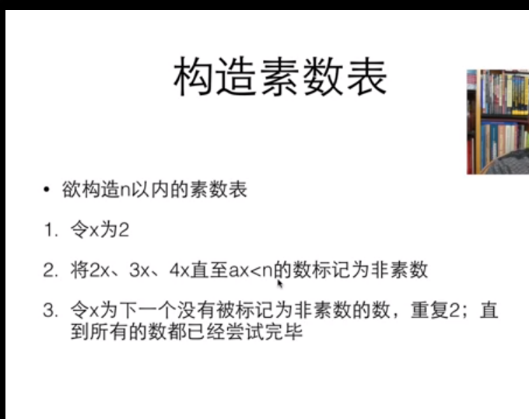 构造素数表
• 欲构造n以内的素数表
1. 令x为2
2. 将2x、3x、4x直至ax<n的数标记为非素数
3. 令x为下一个没有被标记为非素数的数，重复2；直
到所有的数都已经尝试完毕